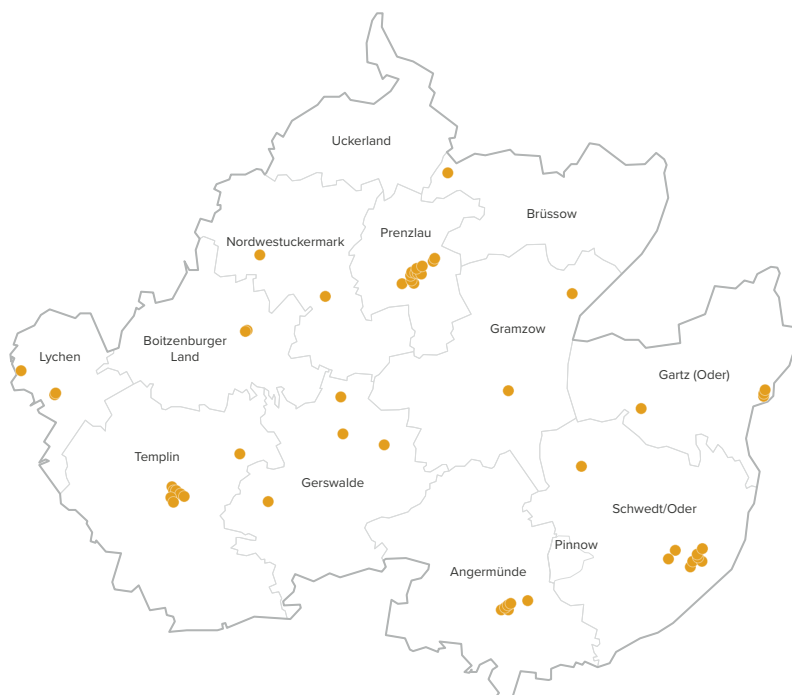 Uckerland
Brüssow
Prenzlau
Nordwestuckermark
Gramzow
Boitzenburger
Land
Lychen
Gartz (Oder)
Templin
Gerswalde
Schwedt/Oder
Pinnow
Angermünde